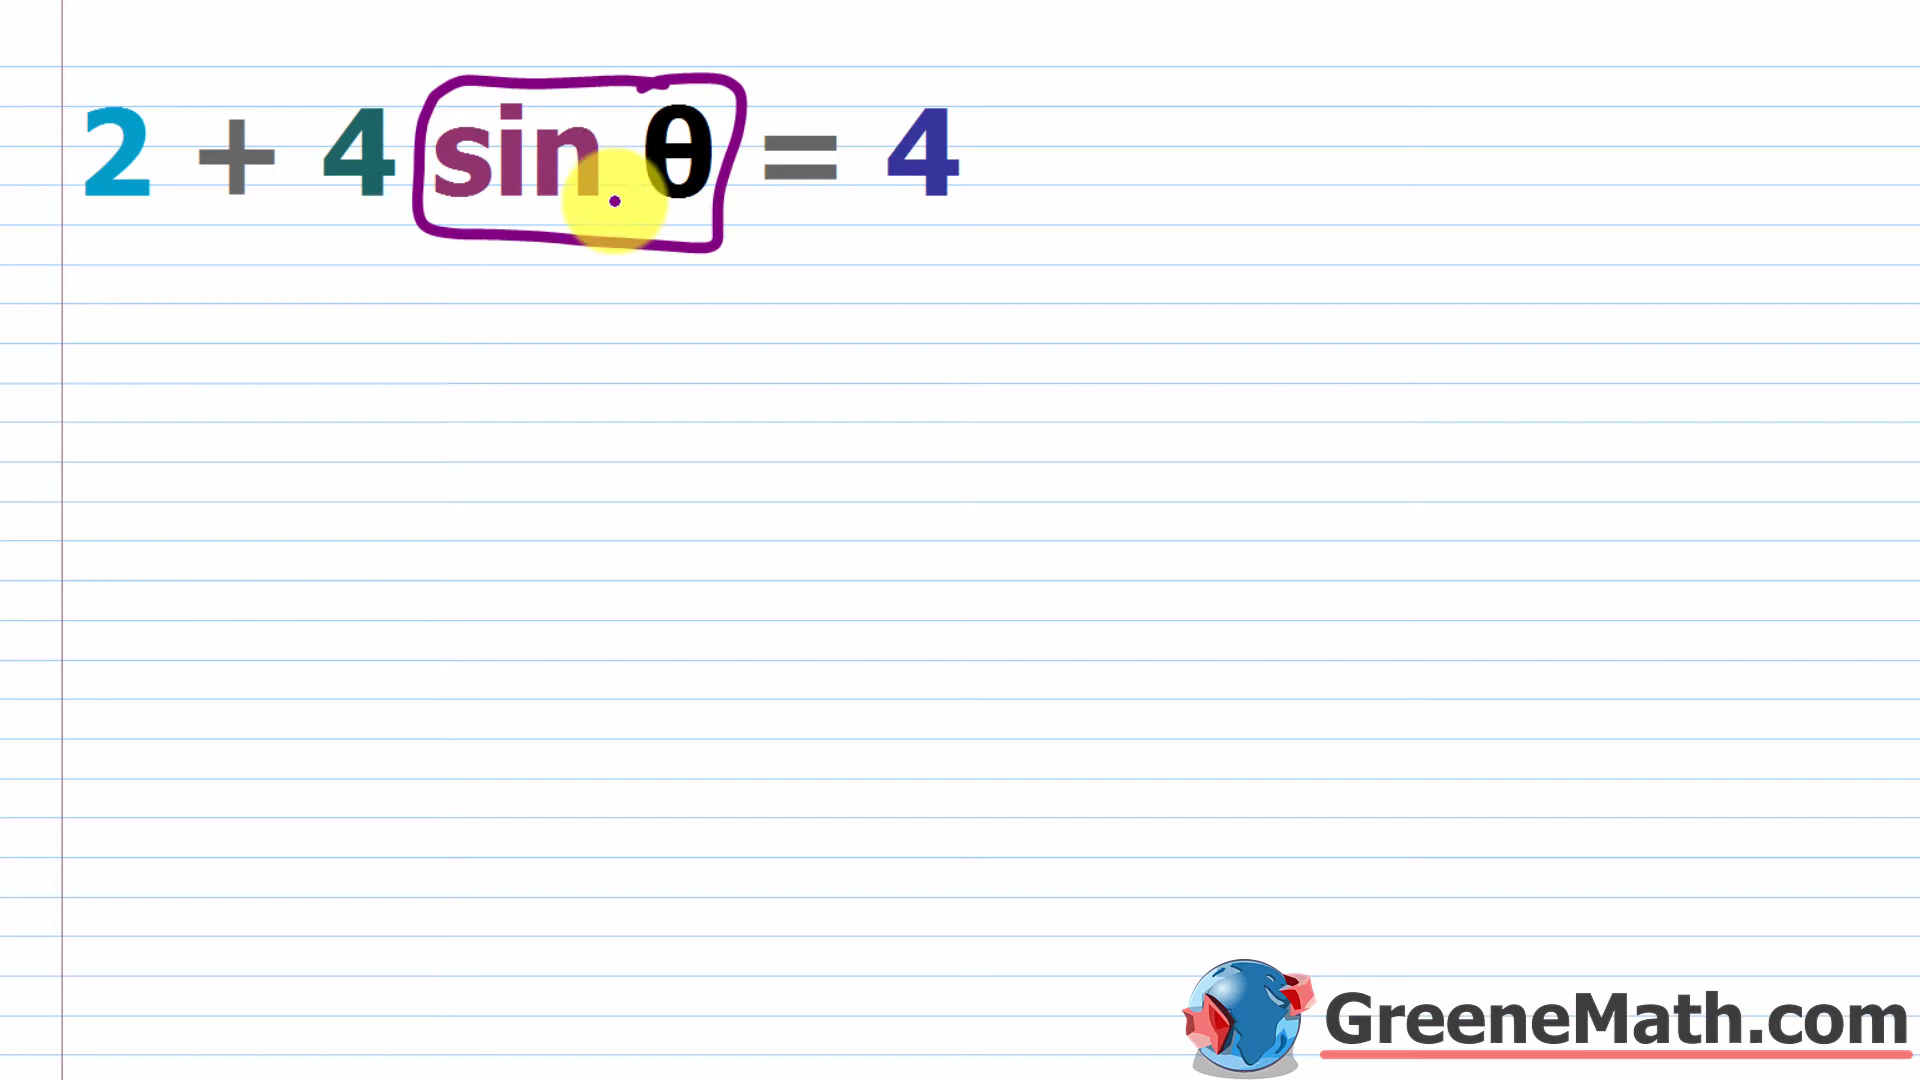 2 + 4 sin θ = 4
GreeneMath.com